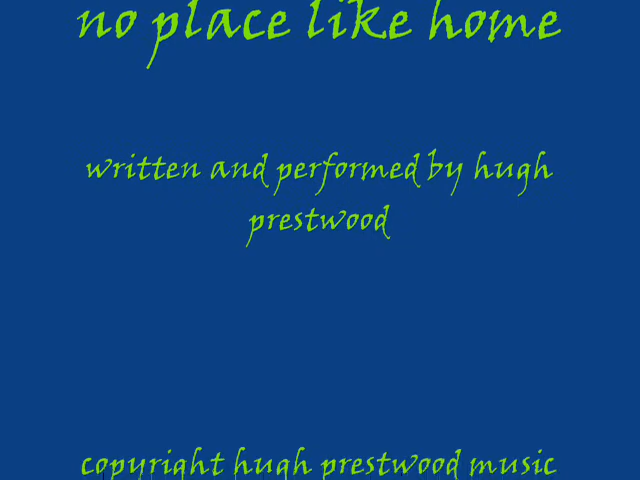 no place like home
written and performed by hugh
prestwood
copyright hugh prestwood music